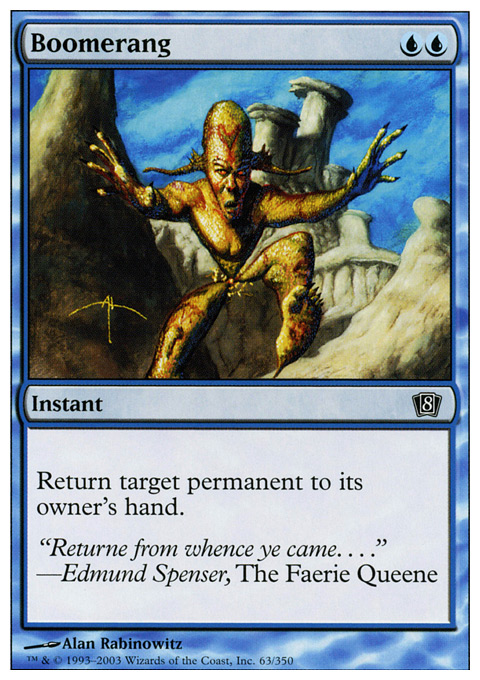 Boomerang
Instant
8
Return target permanent to its
owner's hand.
“Returne from whence ye came. . . .”
—Edmund Spenser, The Faerie Queene
Alan Rabinowitz
™ & © 1993–2003 Wizards of the Coast, Inc. 63/350